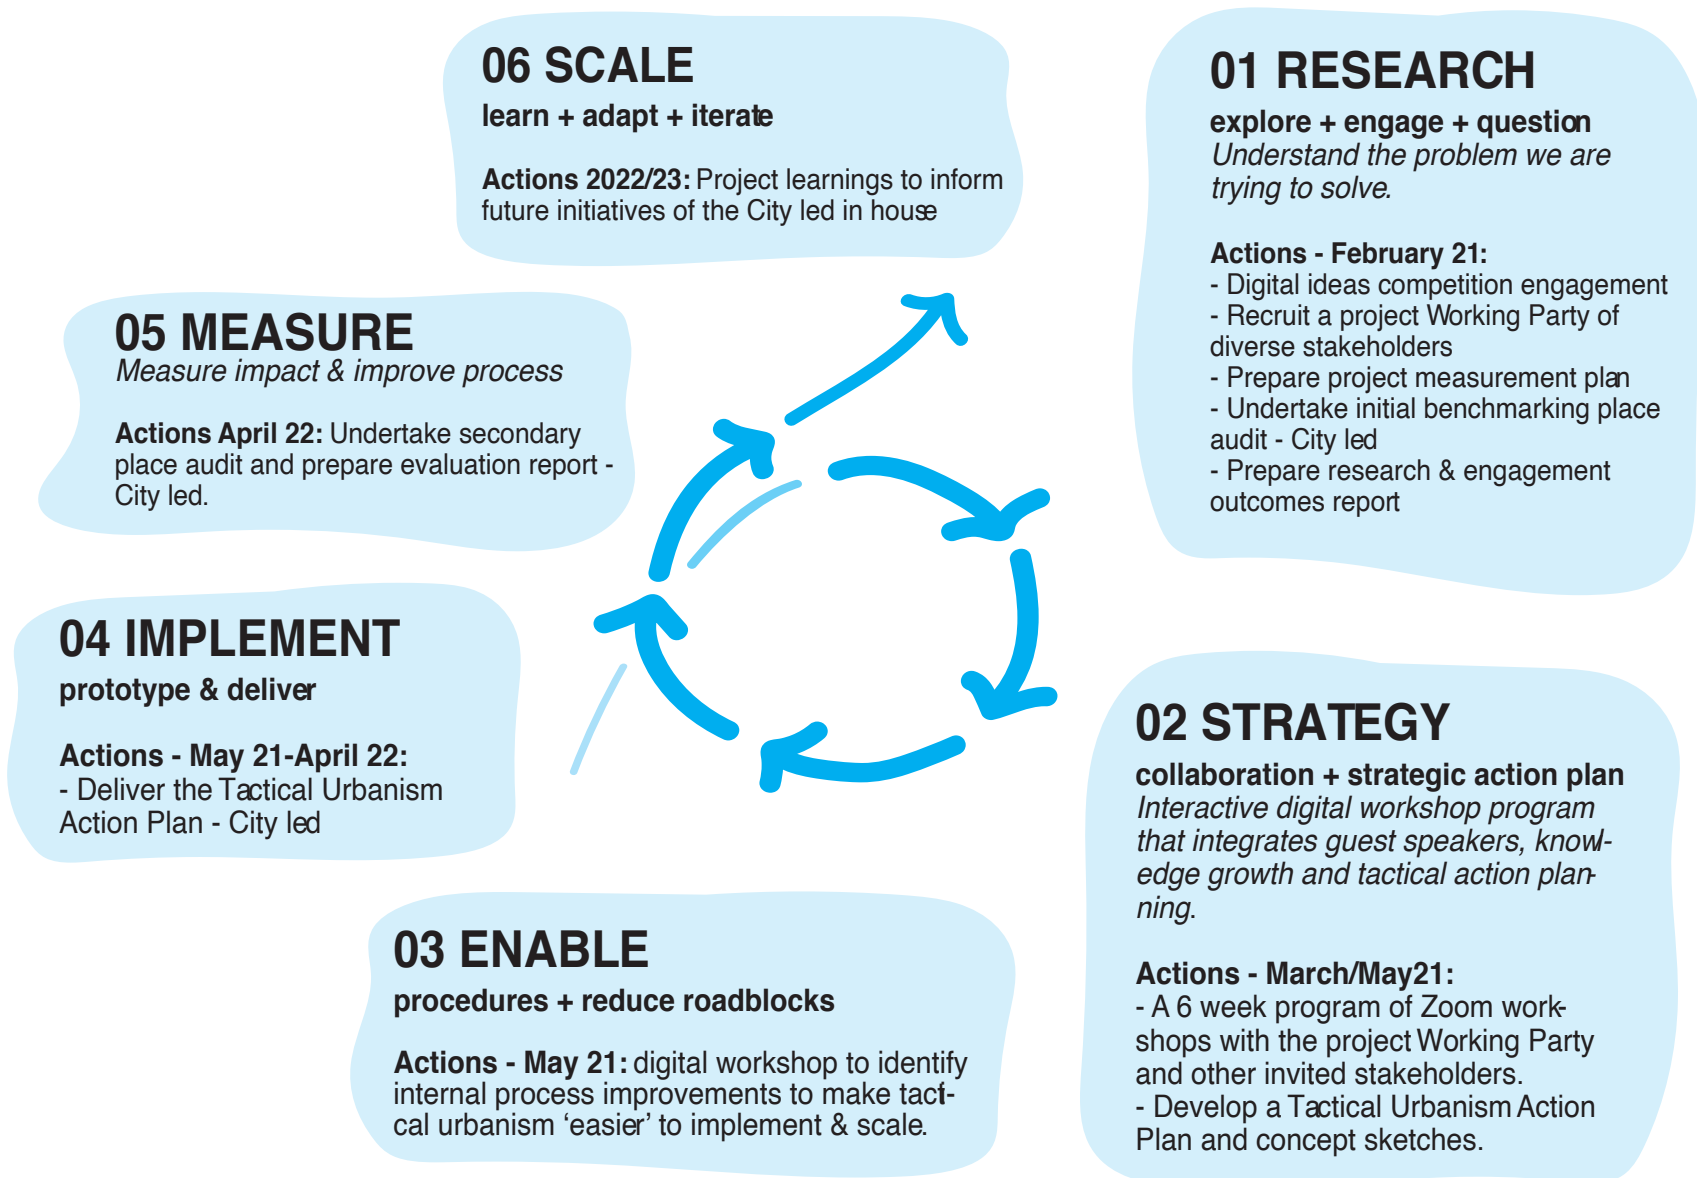 06 SCALE
learn + adapt + iterate
Actions 2022/23: Project learnings to inform
future initiatives of the City led in house
01 RESEARCH
explore + engage + question
Understand the problem we are
trying to solve.
Actions - February 21:
- Digital ideas competition engagement
- Recruit a project Working Party of
diverse stakeholders
- Prepare project measurement plan
- Undertake initial benchmarking place
audit - City led
- Prepare research & engagement
outcomes report
05 MEASURE
Measure impact & improve process
Actions April 22: Undertake secondary
place audit and prepare evaluation report -
City led.
04 IMPLEMENT
prototype & deliver
Actions - May 21-April 22:
- Deliver the Tactical Urbanism
Action Plan - City led
02 STRATEGY
collaboration + strategic action plan
Interactive digital workshop program
that integrates guest speakers, knowl-
edge growth and tactical action plan-
ning.
Actions - March/May21:
- A 6 week program of Zoom work-
shops with the project Working Party
and other invited stakeholders.
- Develop a Tactical Urbanism Action
Plan and concept sketches.
03 ENABLE
procedures + reduce roadblocks
Actions - May 21: digital workshop to identify
internal process improvements to make tacti-
cal urbanism ‘easier’ to implement & scale.